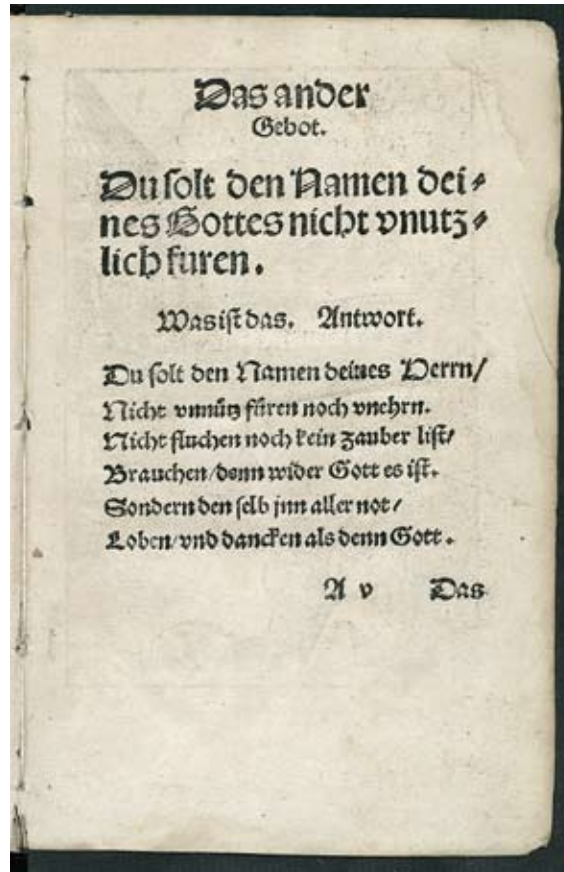 Das ander
Gebot.
Du solt den Namen dei⸗
nes Gottes nicht vnutz⸗
lich furen.
Was ist das. Antwort.
Du solt den Namen deines Herrn/
Nicht vnnütz füren noch vnehrn.
Nicht fluchen noch kein zauber list/
Brauchen/denn wider Gott es ist.
Sondern den selb jnn aller not/
Loben/vnd dancken als denn Gott.
A v Das